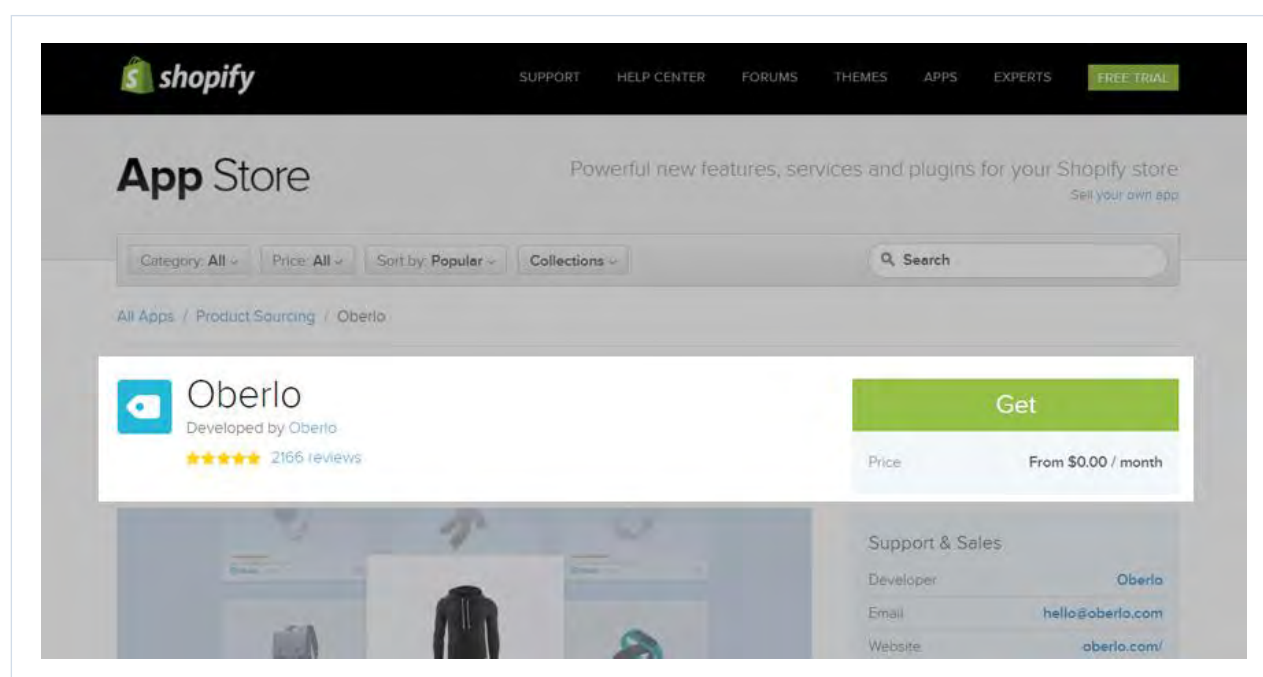 shopify
SUPPORT HELP CENTER FORUMS THEMES APPS EXPERTS FREE TRIAL
App Store
Powerful new features, services and plugins for your Shopify store
Sell your own app
Category: All Price: All Sort by: Popular Collections Search
All Apps / Product Sourcing / Oberlo
Oberlo
Developed by Oberlo
2166 reviews
Get
Price From $0.00 / month
Support & Sales
Developer Oberlo
Email hello@oberlo.com
Website oberlo.com/